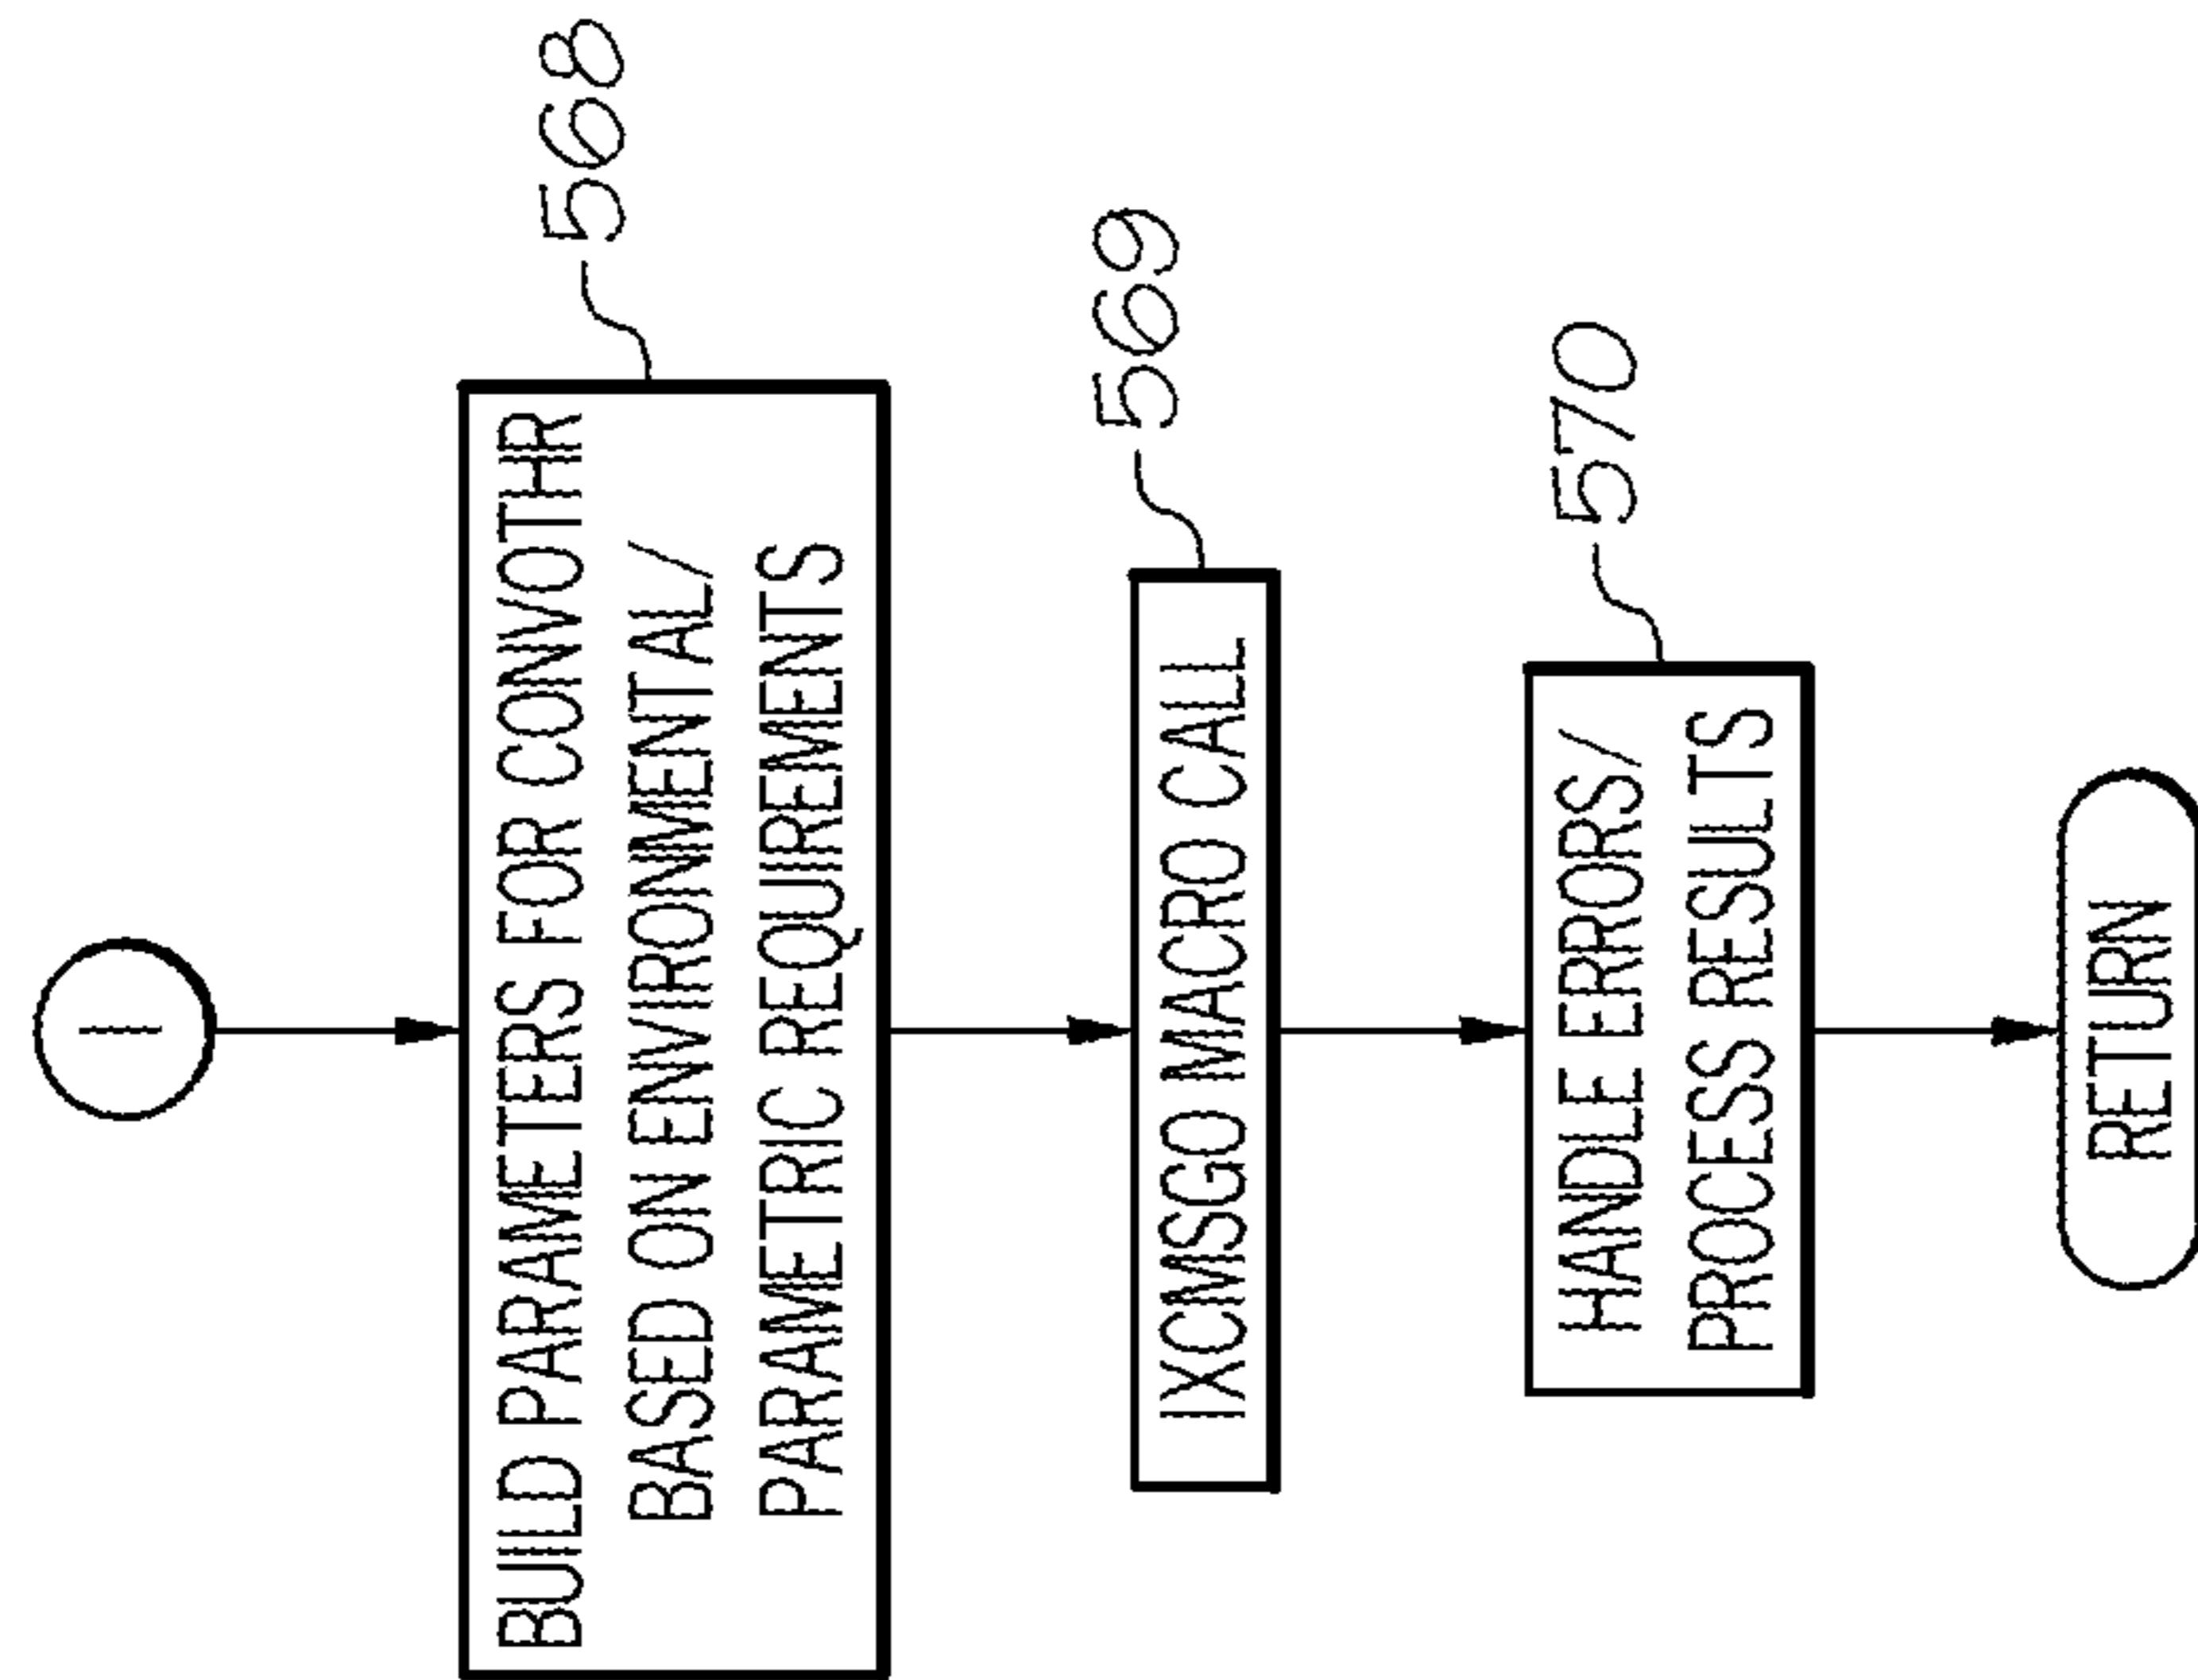 I
BUILD PARAMETERS FOR CONVOTHR
BASED ON ENVIRONMENTAL/
PARAMETRIC REQUIREMENTS
568
IXCMSGO MACRO CALL
569
HANDLE ERRORS/
PROCESS RESULTS
570
RETURN